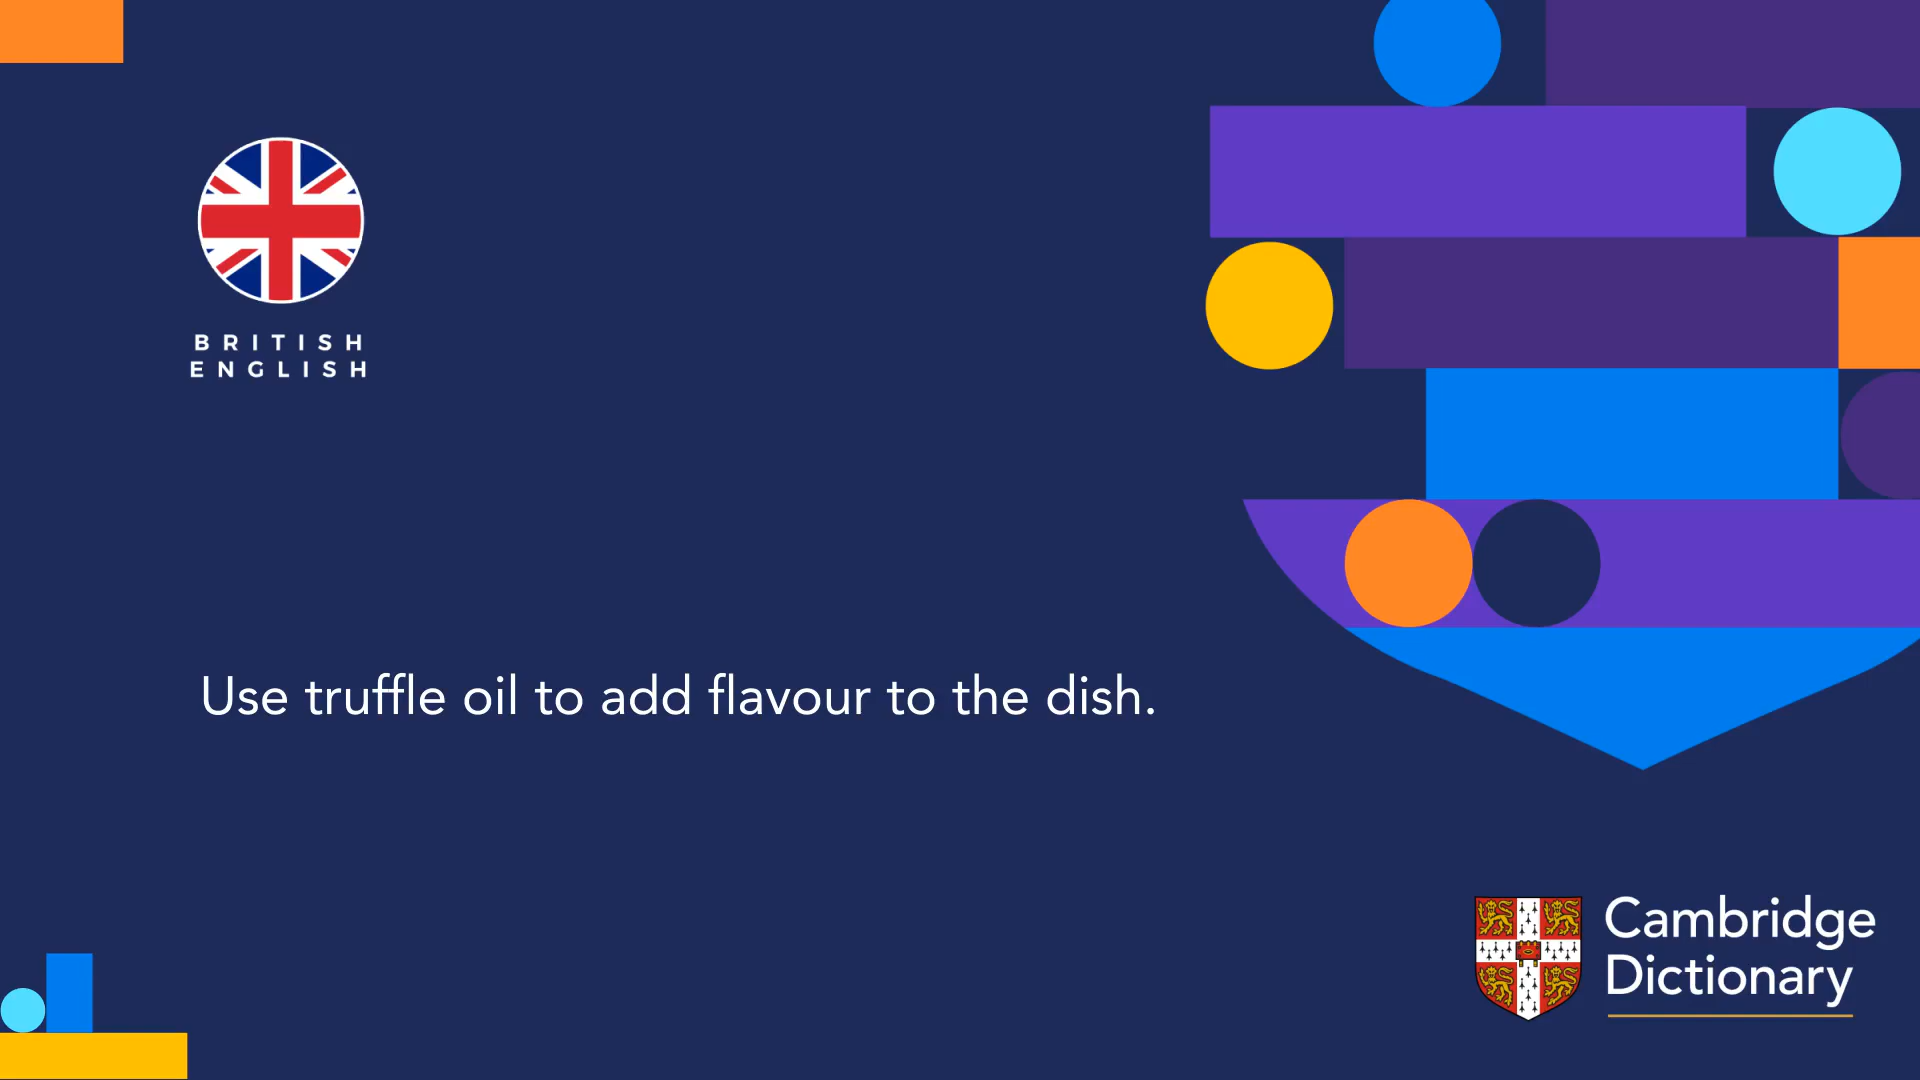 BRITISH
ENGLISH
Use truffle oil to add flavour to the dish.
Cambridge
Dictionary